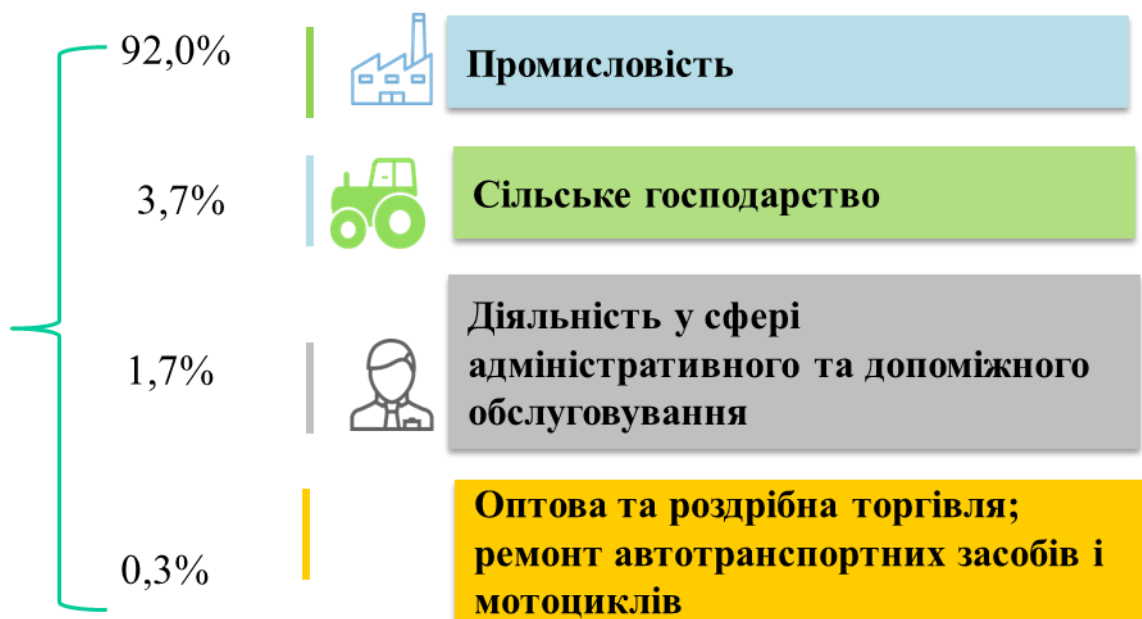 92,0%
Промисловість
3,7%
Сільське господарство
1,7%
Діяльність у сфері
адміністративного та допоміжного
обслуговування
0,3%
Оптова та роздрібна торгівля;
ремонт автотранспортних засобів і
мотоциклів